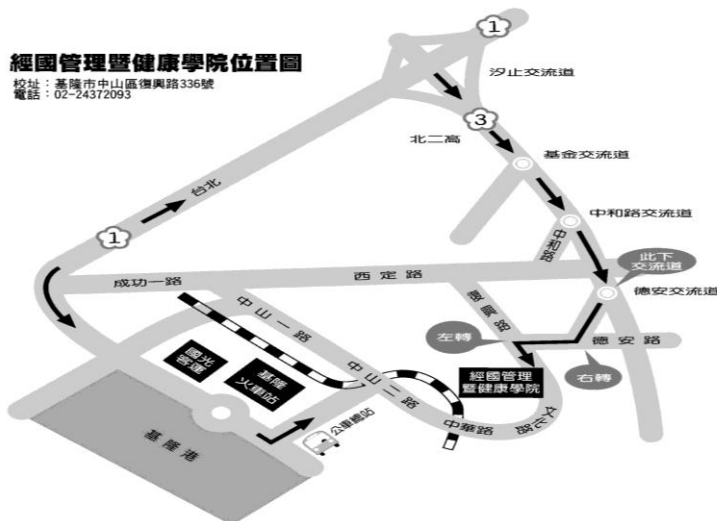 經國管理暨健康學院位置圖
校址：基隆市中山區復興路336號
電話：02-24372093
1
汐止交流道
3
北二高
基金交流道
台北
中和路交流道
1
中和路
此下
交流道
西定路
成功一路
德安交流道
復興路
中山一路
左轉
德安路
國光
客運
基隆
火車站
中山二路
經國管理
暨健康學院
右轉
文化路
公車總站
中華路
基隆港